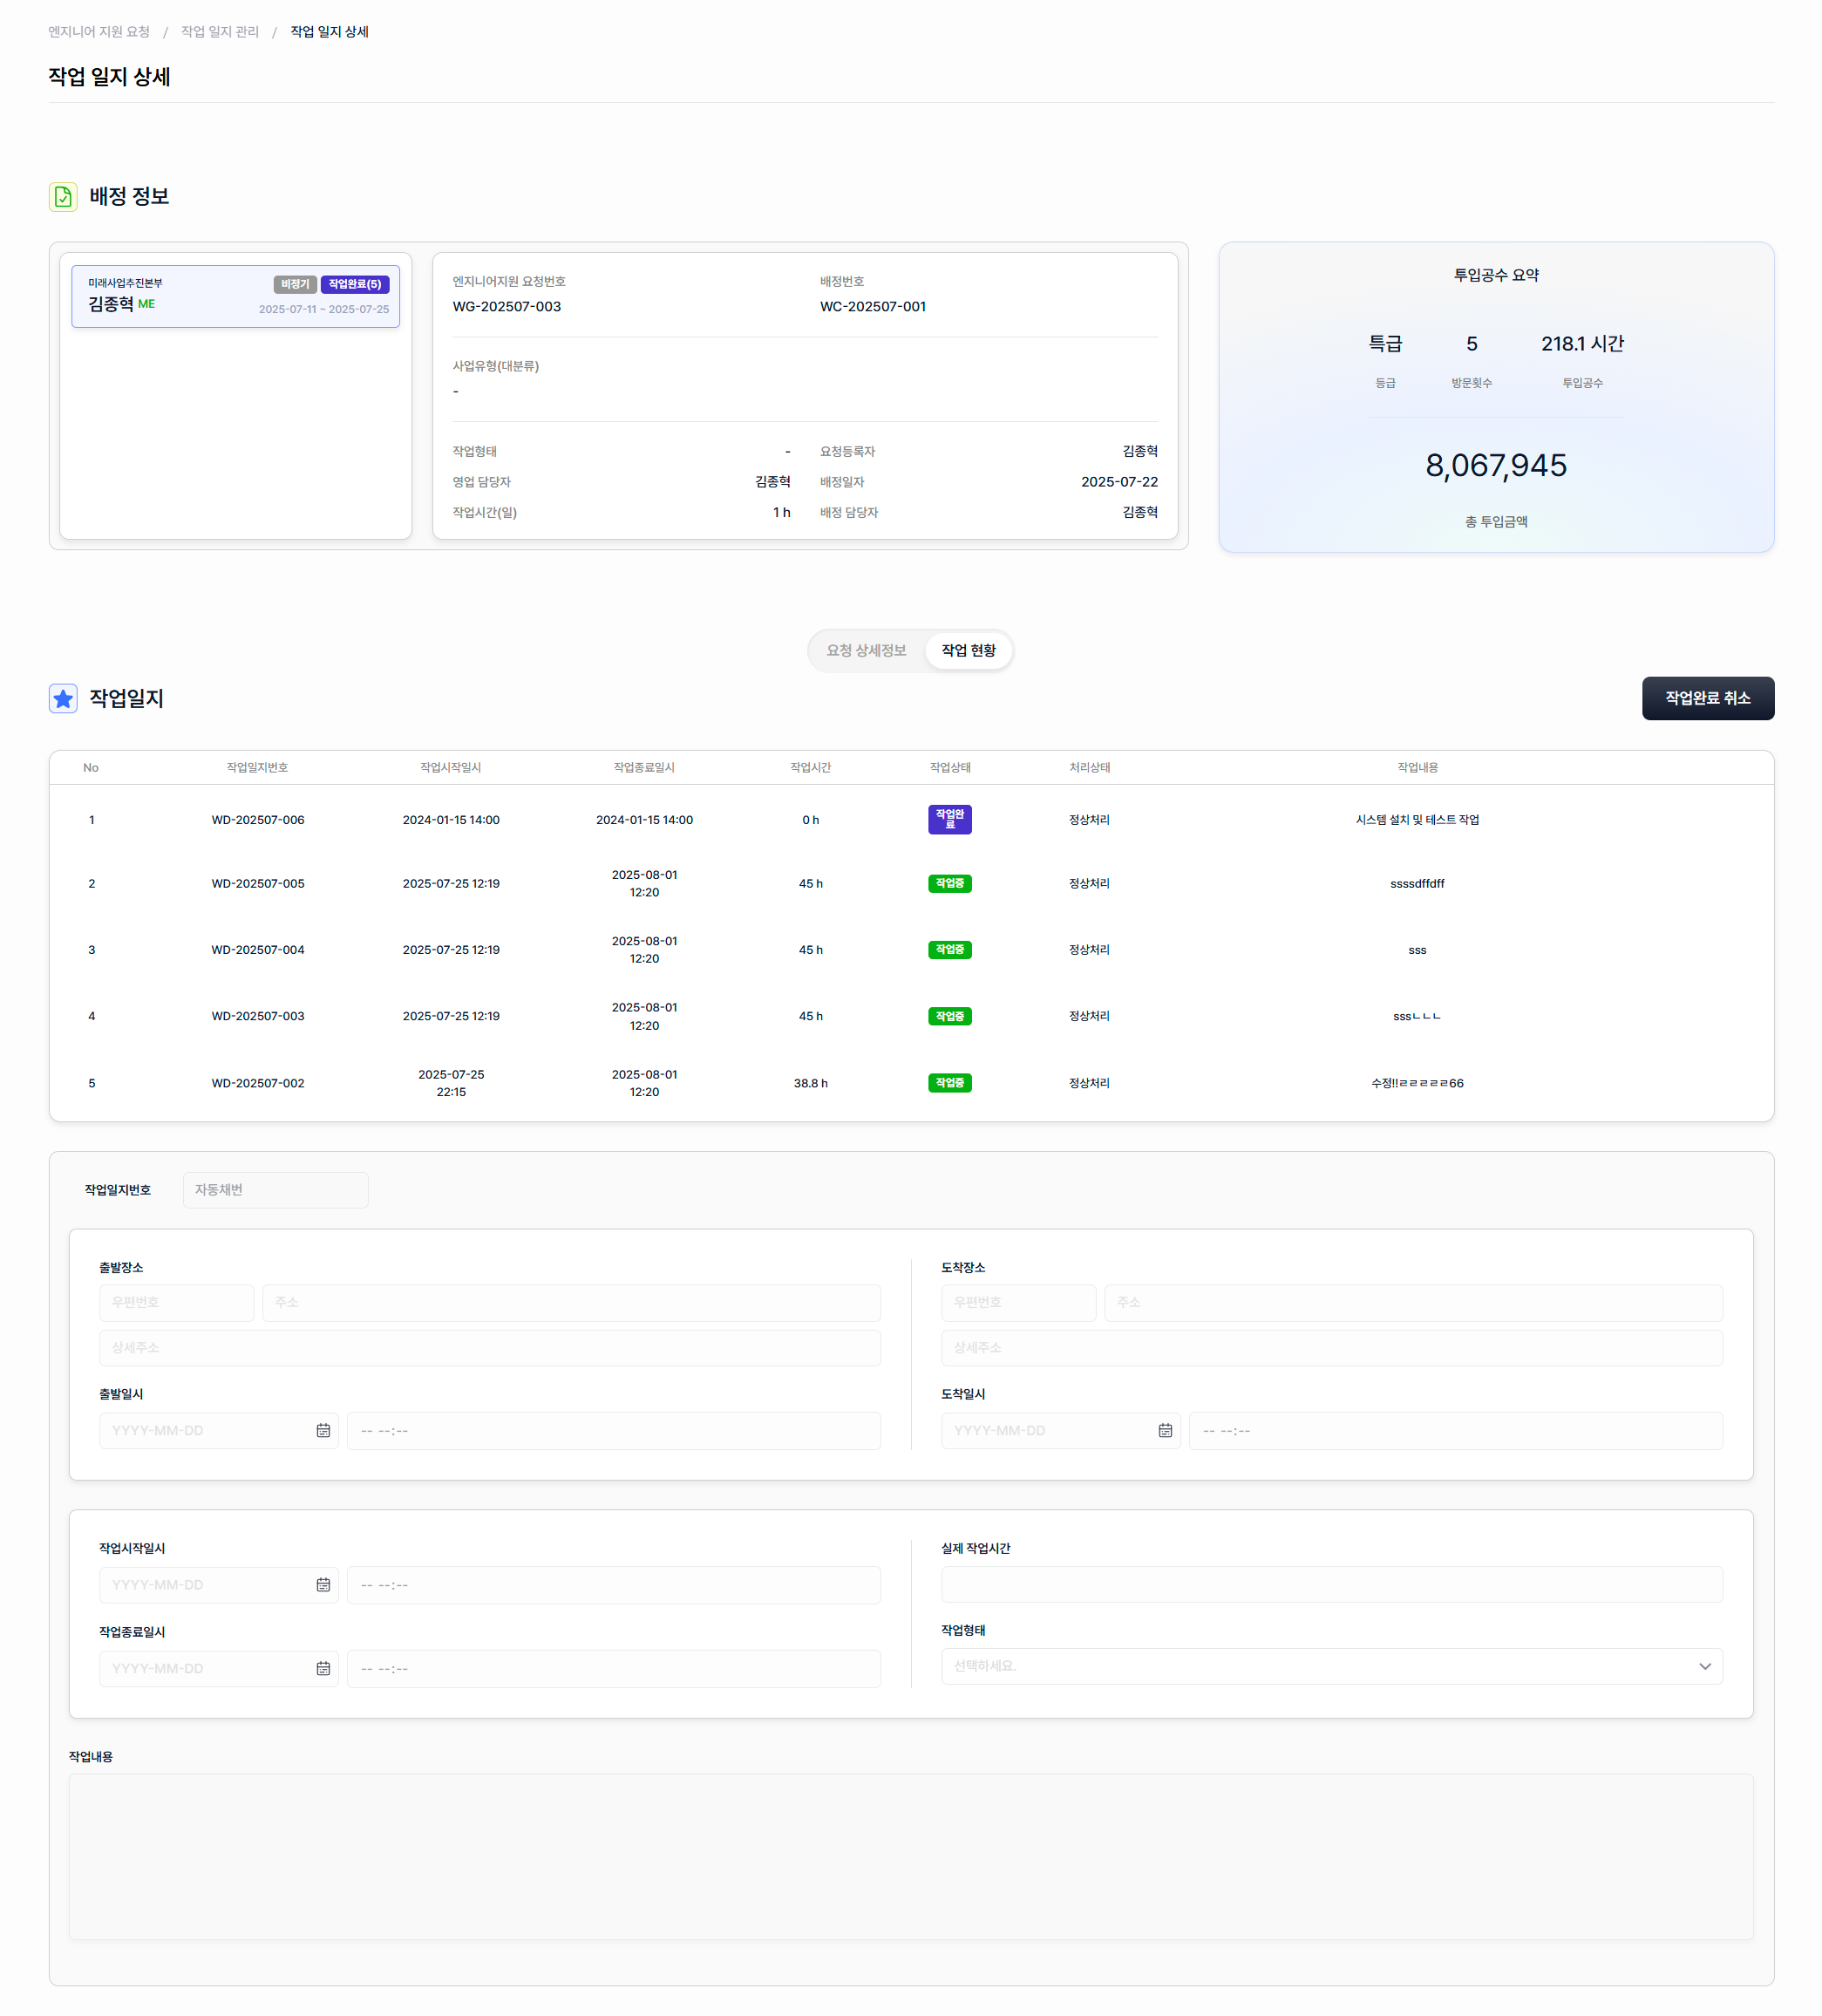 엔지니어 지원 요청 / 작업 일지 관리 / 작업 일지 상세
작업 일지 상세
배정 정보
미래사업추진본부 비정기 작업완료(5)
김종혁 ME 2025-07-11 ~ 2025-07-25
엔지니어지원 요청번호 배정번호
WG-202507-003 WC-202507-001
사업유형(대분류)
-
작업형태 - 요청등록자 김종혁
영업 담당자 김종혁 배정일자 2025-07-22
작업시간(일) 1 h 배정 담당자 김종혁
투입공수 요약
특급 5 218.1 시간
등급 방문횟수 투입공수
8,067,945
총 투입금액
요청 상세정보 작업 현황
작업일지 작업완료 취소
No 작업일지번호 작업시작일시 작업종료일시 작업시간 작업상태 처리상태 작업내용
1 WD-202507-006 2024-01-15 14:00 2024-01-15 14:00 0 h 작업완료 정상처리 시스템 설치 및 테스트 작업
2 WD-202507-005 2025-07-25 12:19 2025-08-01 12:20 45 h 작업중 정상처리 ssssdffdff
3 WD-202507-004 2025-07-25 12:19 2025-08-01 12:20 45 h 작업중 정상처리 sss
4 WD-202507-003 2025-07-25 12:19 2025-08-01 12:20 45 h 작업중 정상처리 sssㄴㄴㄴ
5 WD-202507-002 2025-07-25 22:15 2025-08-01 12:20 38.8 h 작업중 정상처리 수정!!ㄹㄹㄹㄹㄹ66
작업일지번호 자동채번
출발장소
우편번호 주소
상세주소
출발일시
YYYY-MM-DD -- --:--
도착장소
우편번호 주소
상세주소
도착일시
YYYY-MM-DD -- --:--
작업시작일시
YYYY-MM-DD -- --:--
작업종료일시
YYYY-MM-DD -- --:--
실제 작업시간
작업형태
선택하세요.
작업내용